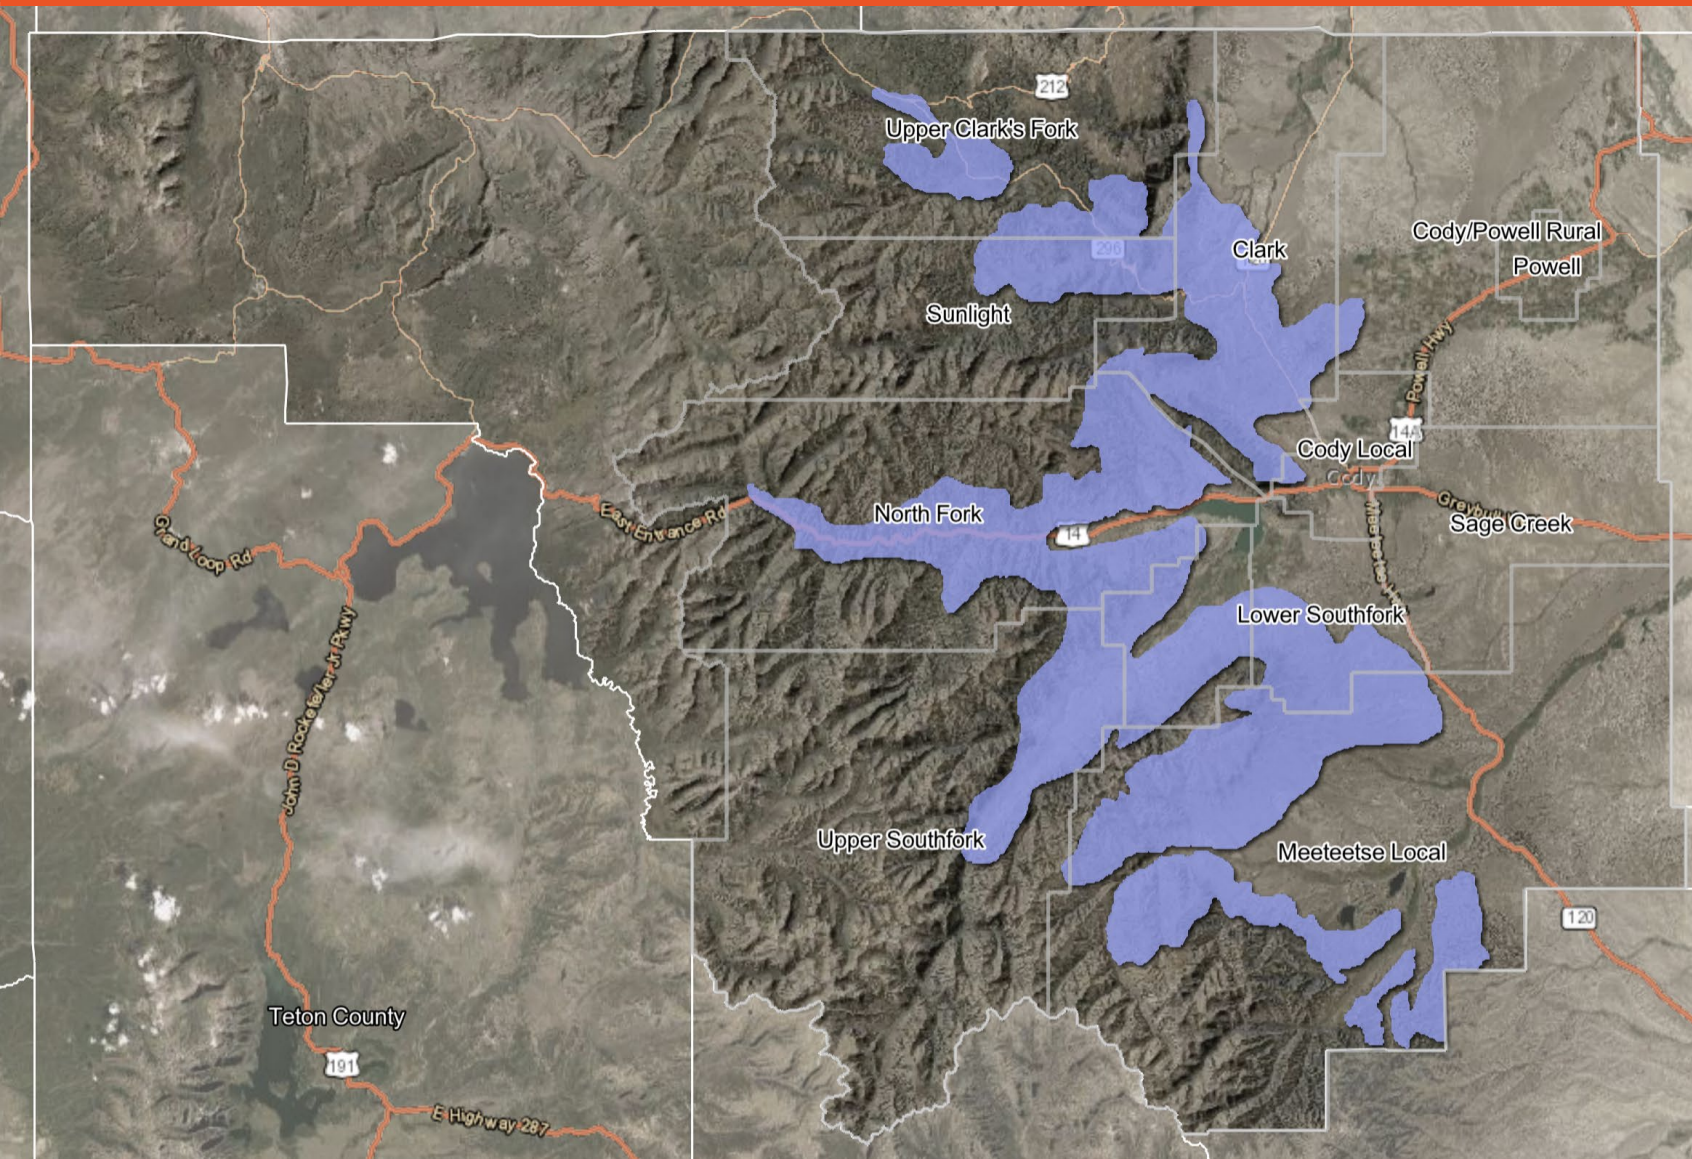 212
Upper Clark's Fork
Cody/Powell Rural
296
Clark
Powell
Sunlight
Powell Hwy
14A
Cody Local
Cody
North Fork
East Entrance Rd
Sage Creek
14
Grand Loop Rd
Lower Southfork
John D Rockefeller Jr Pkwy
Upper Southfork
Meeteetse Local
120
Teton County
191
E Highway 287